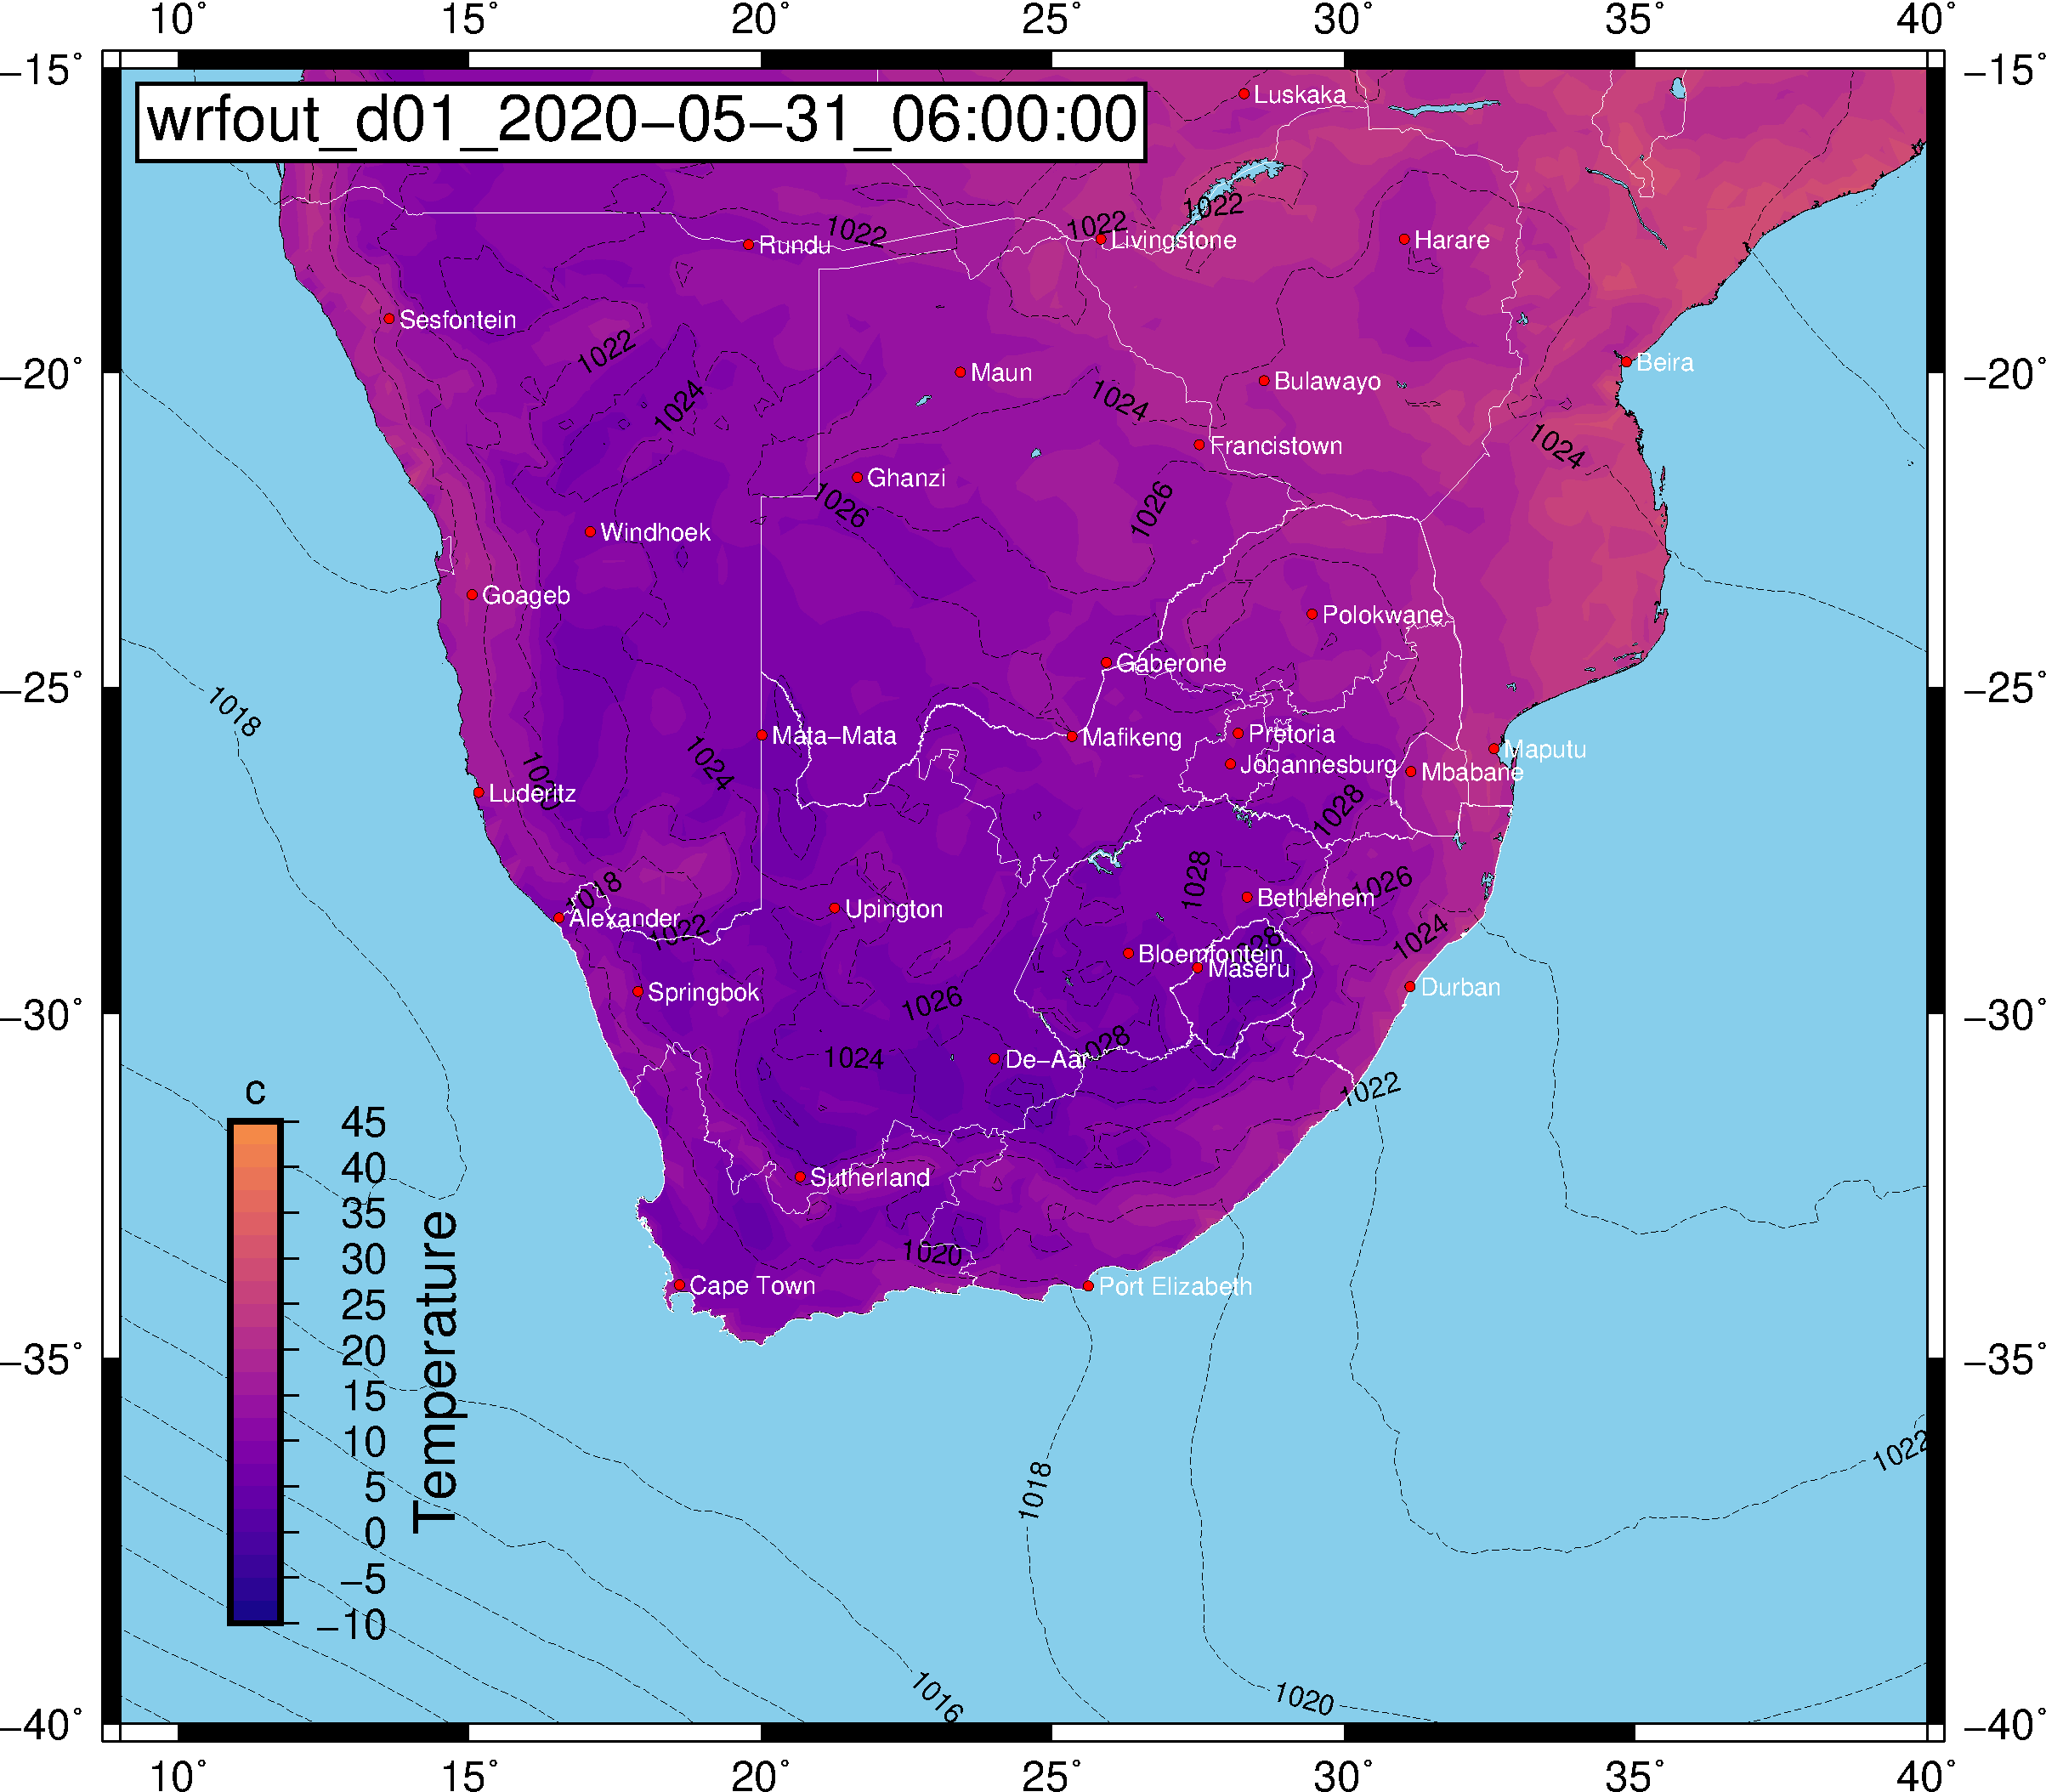 10° 15° 20° 25° 30° 35° 40°
−15° −15°
wrfout_d01_2020−05−31_06:00:00
Luskaka
1022 1022 1022
Rundu Livingstone Harare
Sesfontein
1022
Beira
−20° −20°
Maun
Bulawayo
1024 1024
1024
Francistown
Ghanzi
1026 1026
Windhoek
Goageb
Polokwane
Gaberone
−25° −25°
1018
Mata−Mata Mafikeng Pretoria
Maputu
Johannesburg Mbabane
1024
1020
Luderitz
1028
1028
1026
1018
Bethlehem
Alexander Upington
1022
1024
1028
Bloemfontein
Maseru
Springbok Durban
1026
−30° −30°
1024 De−Aar 1028
1022
Sutherland
1020
Cape Town Port Elizabeth
c
45
40
35
30
25
20
15
10
5
0
−5
−10
Temperature
−35° −35°
1018
1022
1016
1020
−40° −40°
10° 15° 20° 25° 30° 35° 40°